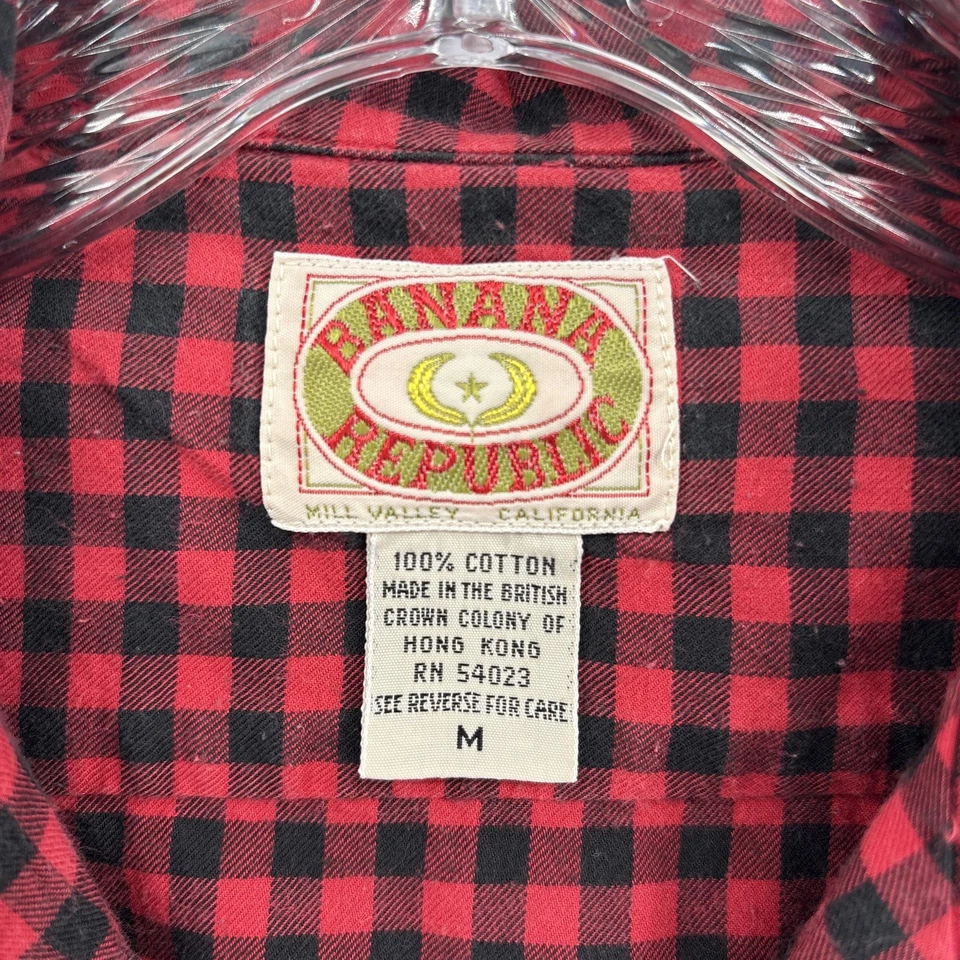 BANANA
REPUBLIC
MILL VALLEY, CALIFORNIA
100% COTTON
MADE IN THE BRITISH
CROWN COLONY OF
HONG KONG
RN 54023
SEE REVERSE FOR CARE
M